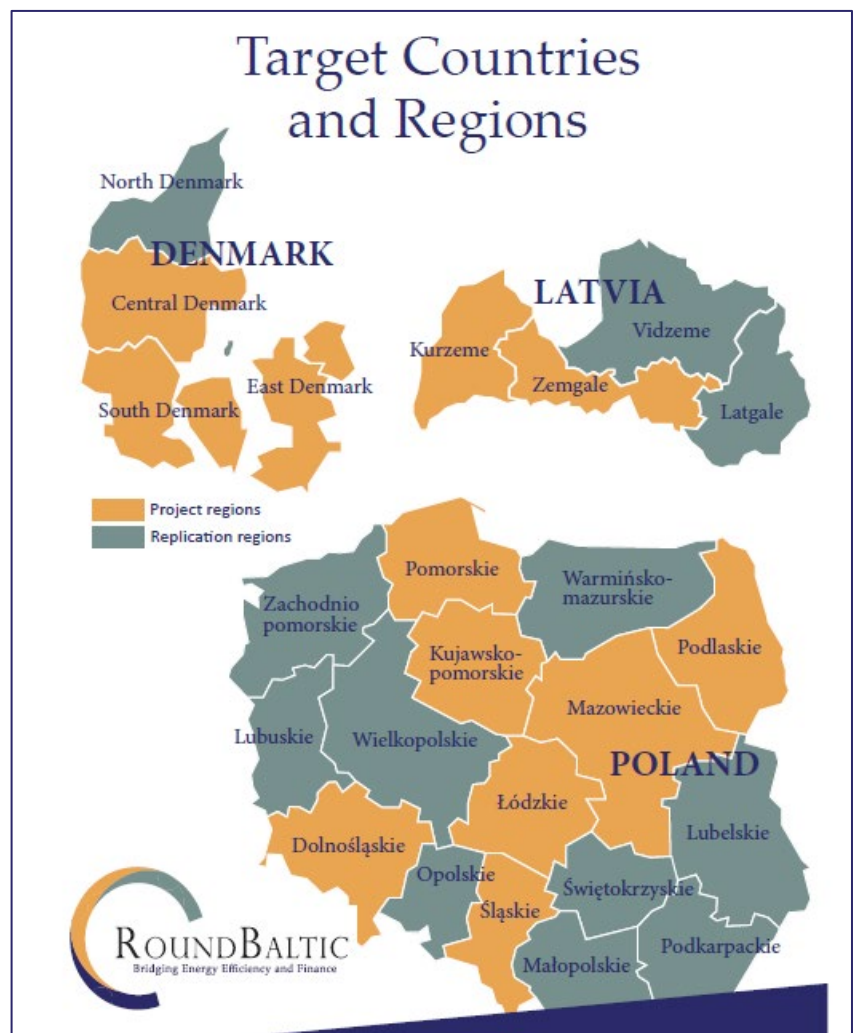 Target Countries
and Regions
North Denmark
DENMARK
Central Denmark
South Denmark
East Denmark
LATVIA
Kurzeme
Vidzeme
Zemgale
Latgale
Project regions
Replication regions
Pomorskie
Warmińsko-
mazurskie
Zachodnio
pomorskie
Kujawsko-
pomorskie
Podlaskie
Mazowieckie
Lubuskie
Wielkopolskie
POLAND
Łódzkie
Lubelskie
Dolnośląskie
Opolskie
Świętokrzyskie
Śląskie
Podkarpackie
Małopolskie
ROUNDBALTIC
Bridging Energy Efficiency and Finance